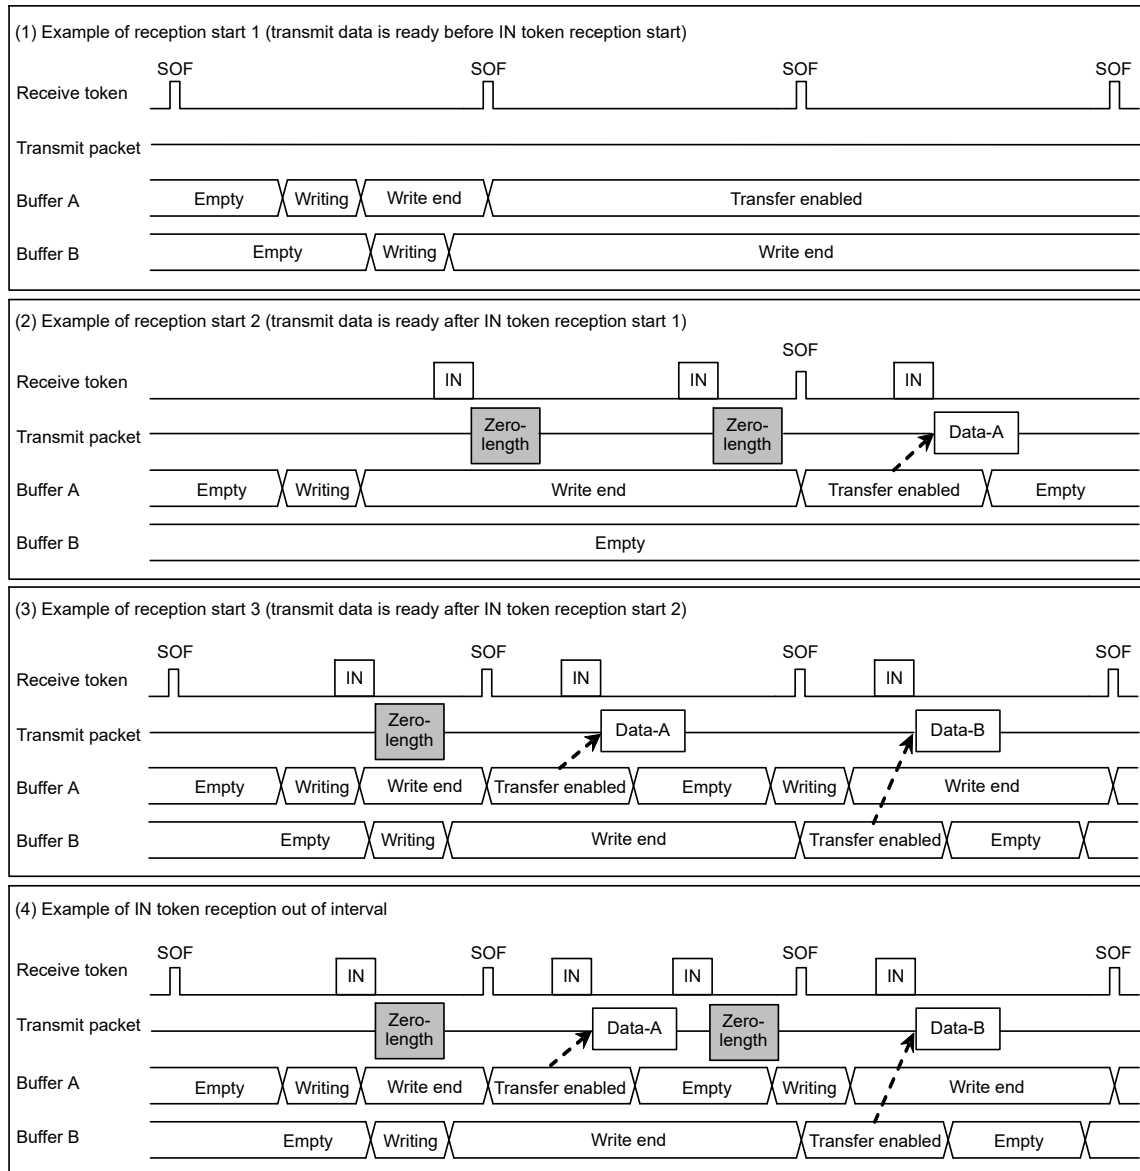 (1) Example of reception start 1 (transmit data is ready before IN token reception start)
SOF SOF SOF SOF
Receive token
Transmit packet
Buffer A Empty Writing Write end Transfer enabled
Buffer B Empty Writing Write end
(2) Example of reception start 2 (transmit data is ready after IN token reception start 1)
SOF
Receive token IN IN IN
Transmit packet Zero-length Zero-length Data-A
Buffer A Empty Writing Write end Transfer enabled Empty
Buffer B Empty
(3) Example of reception start 3 (transmit data is ready after IN token reception start 2)
SOF SOF SOF SOF
Receive token IN IN IN
Transmit packet Zero-length Data-A Data-B
Buffer A Empty Writing Write end Transfer enabled Empty Writing Write end
Buffer B Empty Writing Write end Transfer enabled Empty
(4) Example of IN token reception out of interval
SOF SOF SOF SOF
Receive token IN IN IN IN
Transmit packet Zero-length Data-A Zero-length Data-B
Buffer A Empty Writing Write end Transfer enabled Empty Writing Write end
Buffer B Empty Writing Write end Transfer enabled Empty